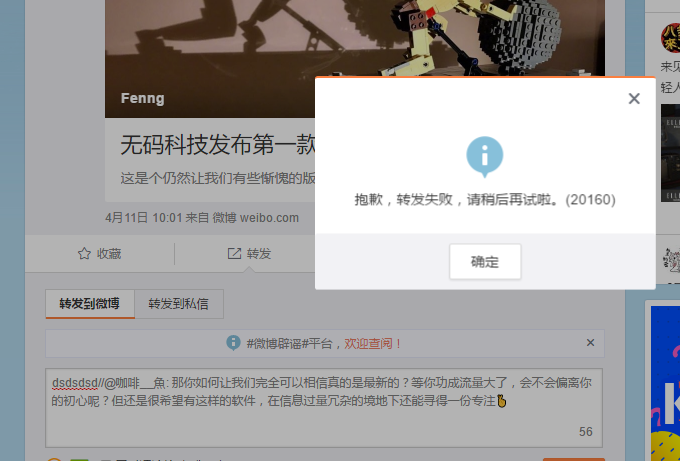 Fenng
无码科技发布第一款
这是个仍然让我们有些惭愧的版
4月11日 10:01 来自 微博 weibo.com
收藏
转发
抱歉，转发失败，请稍后再试啦。(20160)
确定
转发到微博
转发到私信
#微博辟谣#平台，欢迎查阅！
dsdsdsd//@咖啡__魚: 那你如何让我们完全可以相信真的是最新的？等你功成流量大了，会不会偏离你
的初心呢？但还是很希望有这样的软件，在信息过量冗杂的境地下还能寻得一份专注
56
来见
轻人